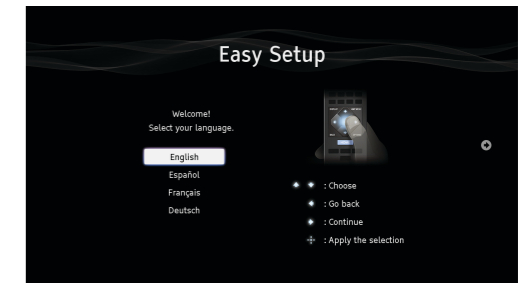 Easy Setup
Welcome!
Select your language.
English
Español
Français
Deutsch
: Choose
: Go back
: Continue
: Apply the selection